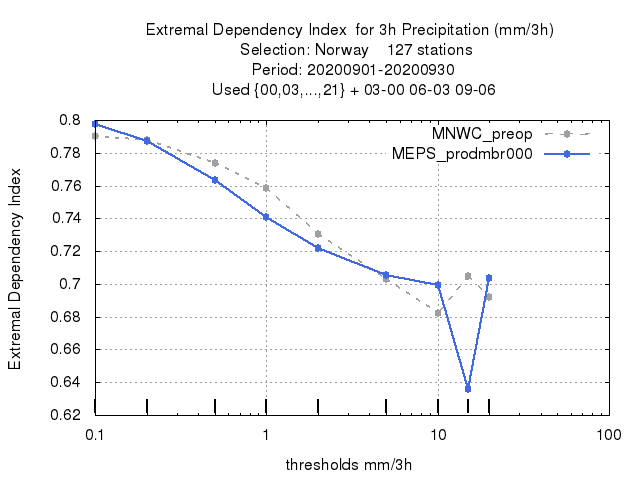 Extremal Dependency Index for 3h Precipitation (mm/3h)
Selection: Norway 127 stations
Period: 20200901-20200930
Used {00,03,...,21} + 03-00 06-03 09-06
MNWC_preop
MEPS_prodmbr000
0.8
0.78
0.76
0.74
0.72
0.7
0.68
0.66
0.64
0.62
Extremal Dependency Index
0.1 1 10 100
thresholds mm/3h